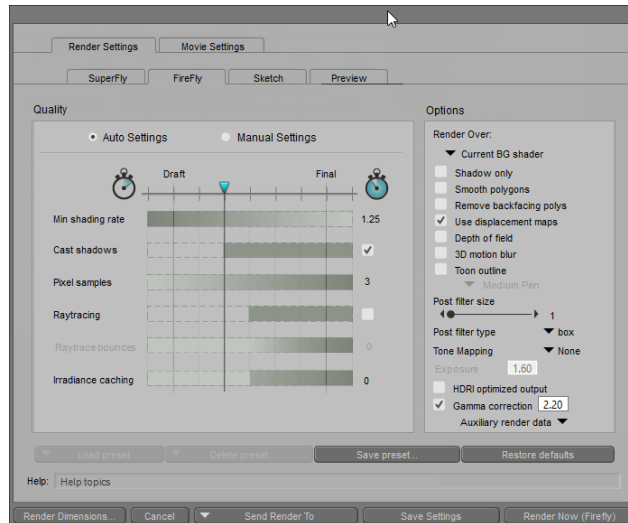 Render Settings Movie Settings
SuperFly FireFly Sketch Preview
Quality
Auto Settings Manual Settings
Draft Final
Min shading rate 1.25
Cast shadows
Pixel samples 3
Raytracing
Raytrace bounces 0
Irradiance caching 0
Options
Render Over:
Current BG shader
Shadow only
Smooth polygons
Remove backfacing polys
Use displacement maps
Depth of field
3D motion blur
Toon outline
Medium Pen
Post filter size
1
Post filter type box
Tone Mapping None
Exposure 1.60
HDRI optimized output
Gamma correction 2.20
Auxiliary render data
Load preset Delete preset Save preset... Restore defaults
Help: Help topics
Render Dimensions... Cancel Send Render To Save Settings Render Now (Firefly)